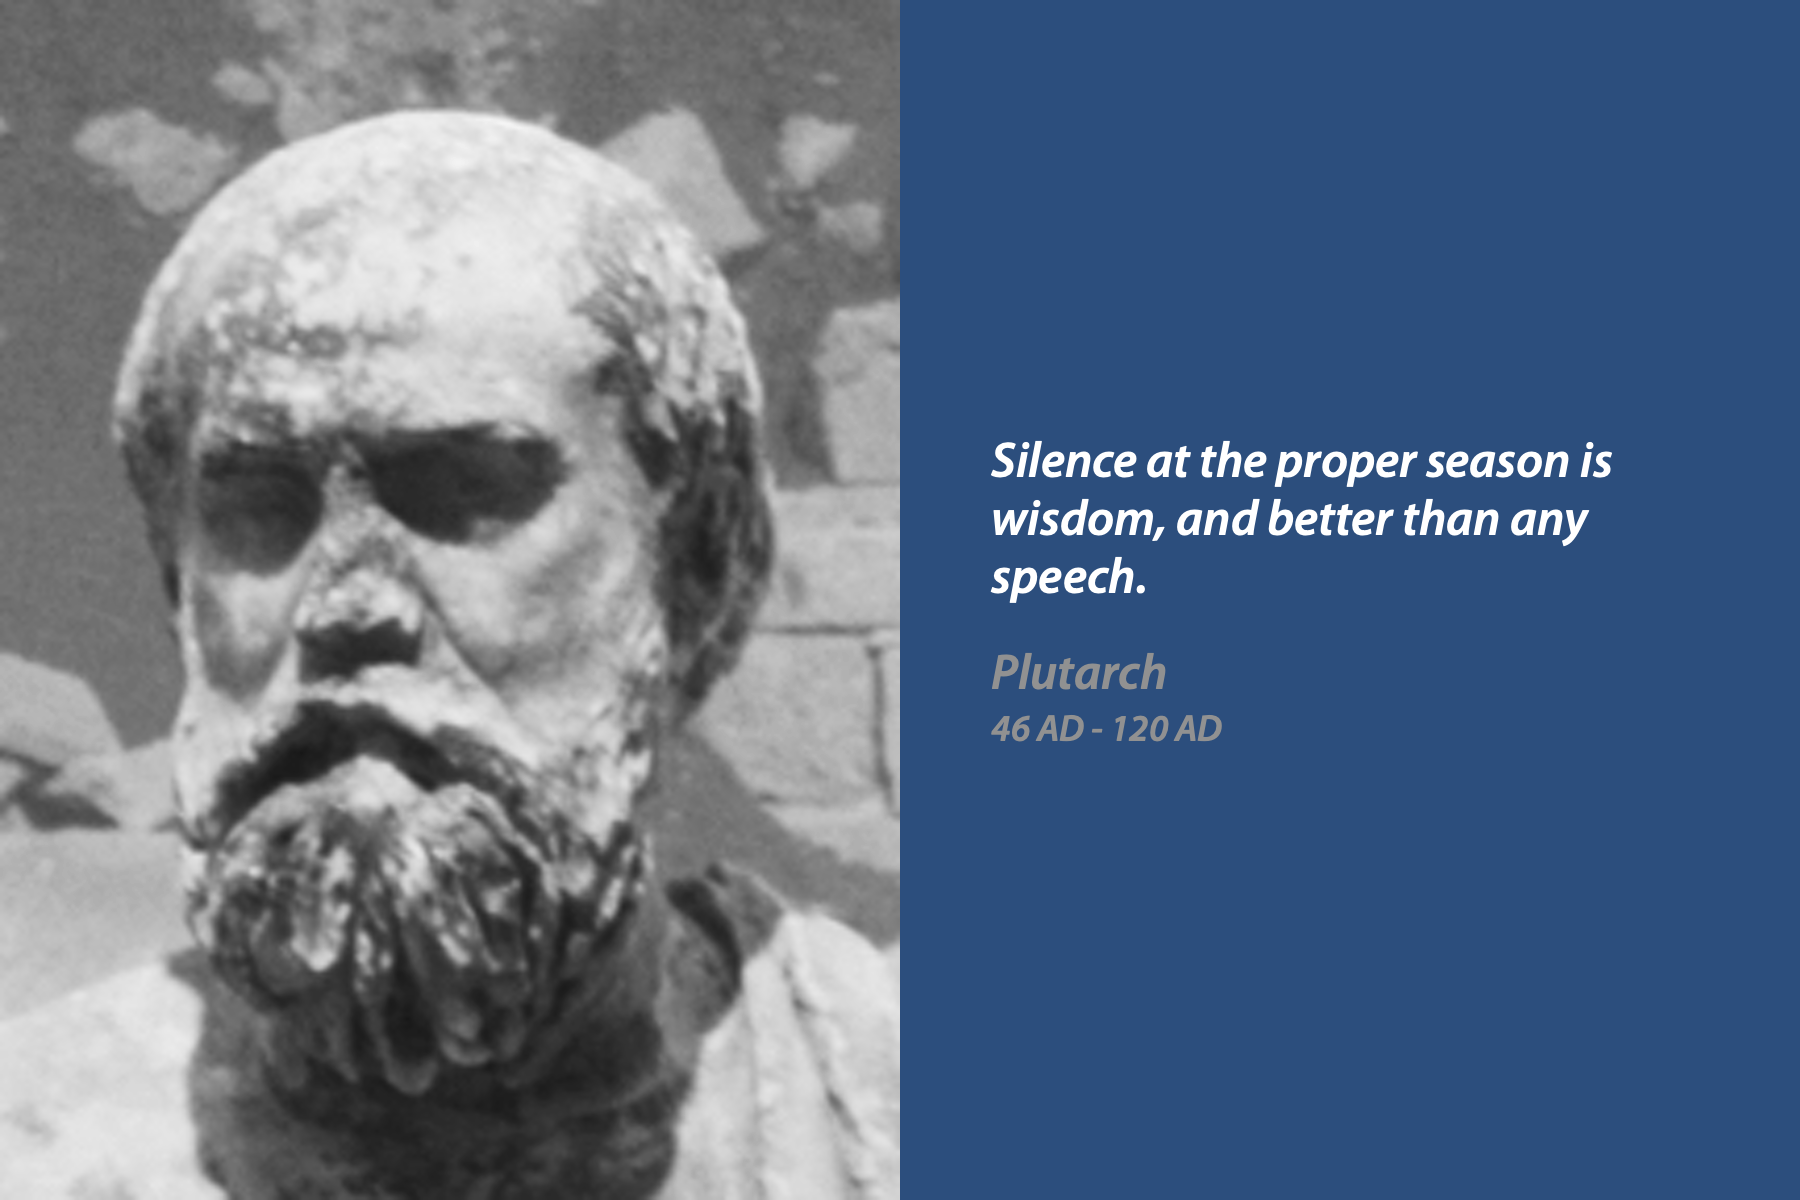 Silence at the proper season is
wisdom, and better than any
speech.
Plutarch
46 AD - 120 AD